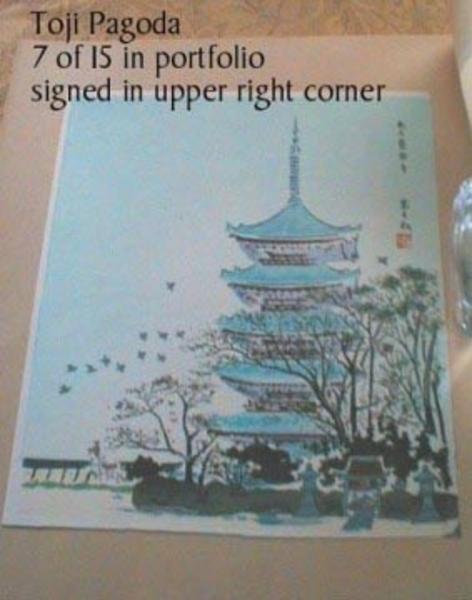 Toji Pagoda
7 of 15 in portfolio
signed in upper right corner